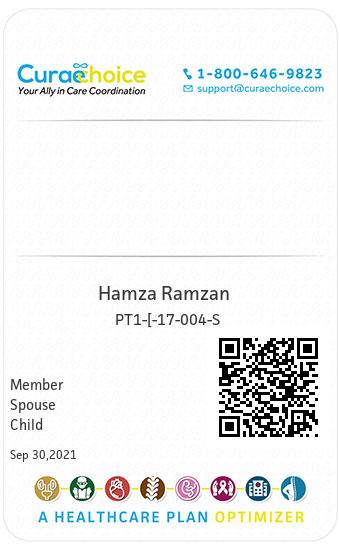 Curaechoice
Your Ally in Care Coordination
1-800-646-9823
support@curaechoice.com
Hamza Ramzan
PT1-[-17-004-S
Member
Spouse
Child
Sep 30,2021
A HEALTHCARE PLAN OPTIMIZER